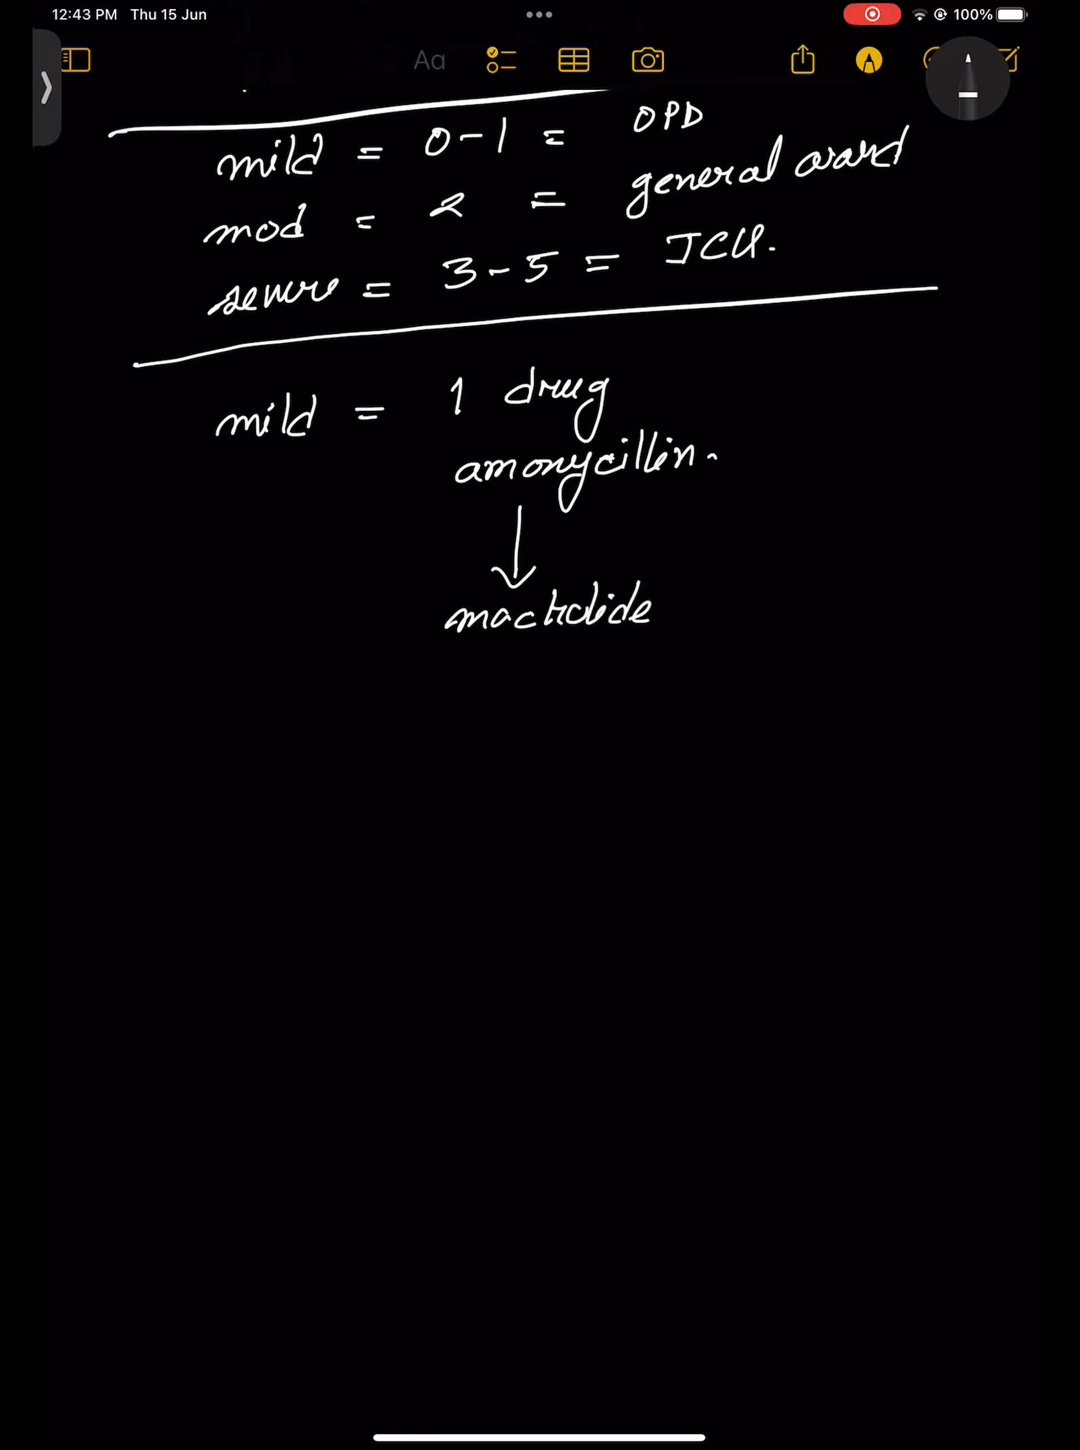 12:43 PM Thu 15 Jun
100%
Aa
mild = 0-1 = OPD
mod = 2 = general ward
severe = 3-5 = ICU.
mild = 1 drug
amoxycillin.
↓
macrolide